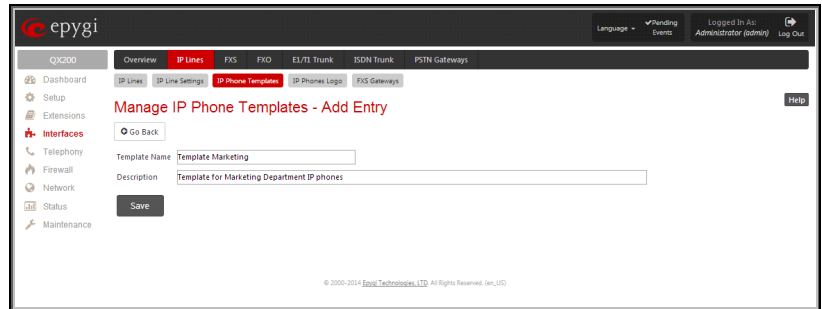 epygi
Language
Pending Events
Logged In As:
Administrator (admin)
Log Out
QX200
Overview IP Lines FXS FXO E1/T1 Trunk ISDN Trunk PSTN Gateways
Dashboard
Setup
Extensions
Interfaces
Telephony
Firewall
Network
Status
Maintenance
IP Lines IP Line Settings IP Phone Templates IP Phones Logo FXS Gateways
Manage IP Phone Templates - Add Entry
Help
Go Back
Template Name Template Marketing
Description Template for Marketing Department IP phones
Save
© 2000-2014 Epygi Technologies, LTD. All Rights Reserved. (en_US)